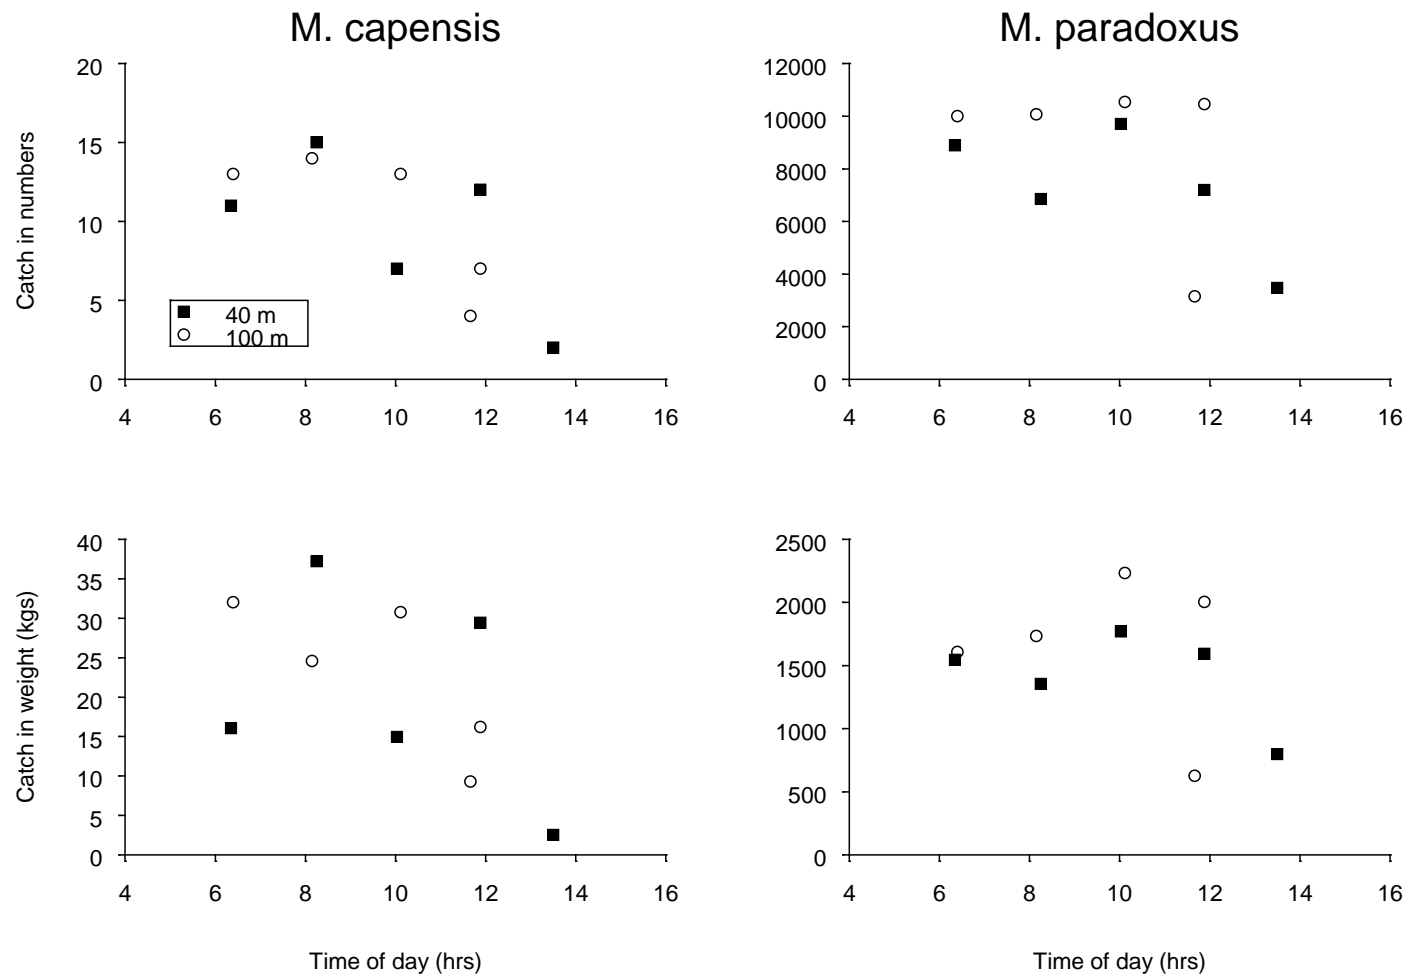 M. capensis
M. paradoxus
Catch in numbers
20
15
10
5
0
40 m
100 m
4 6 8 10 12 14 16
12000
10000
8000
6000
4000
2000
0
4 6 8 10 12 14 16
Catch in weight (kgs)
40
35
30
25
20
15
10
5
0
4 6 8 10 12 14 16
Time of day (hrs)
2500
2000
1500
1000
500
0
4 6 8 10 12 14 16
Time of day (hrs)